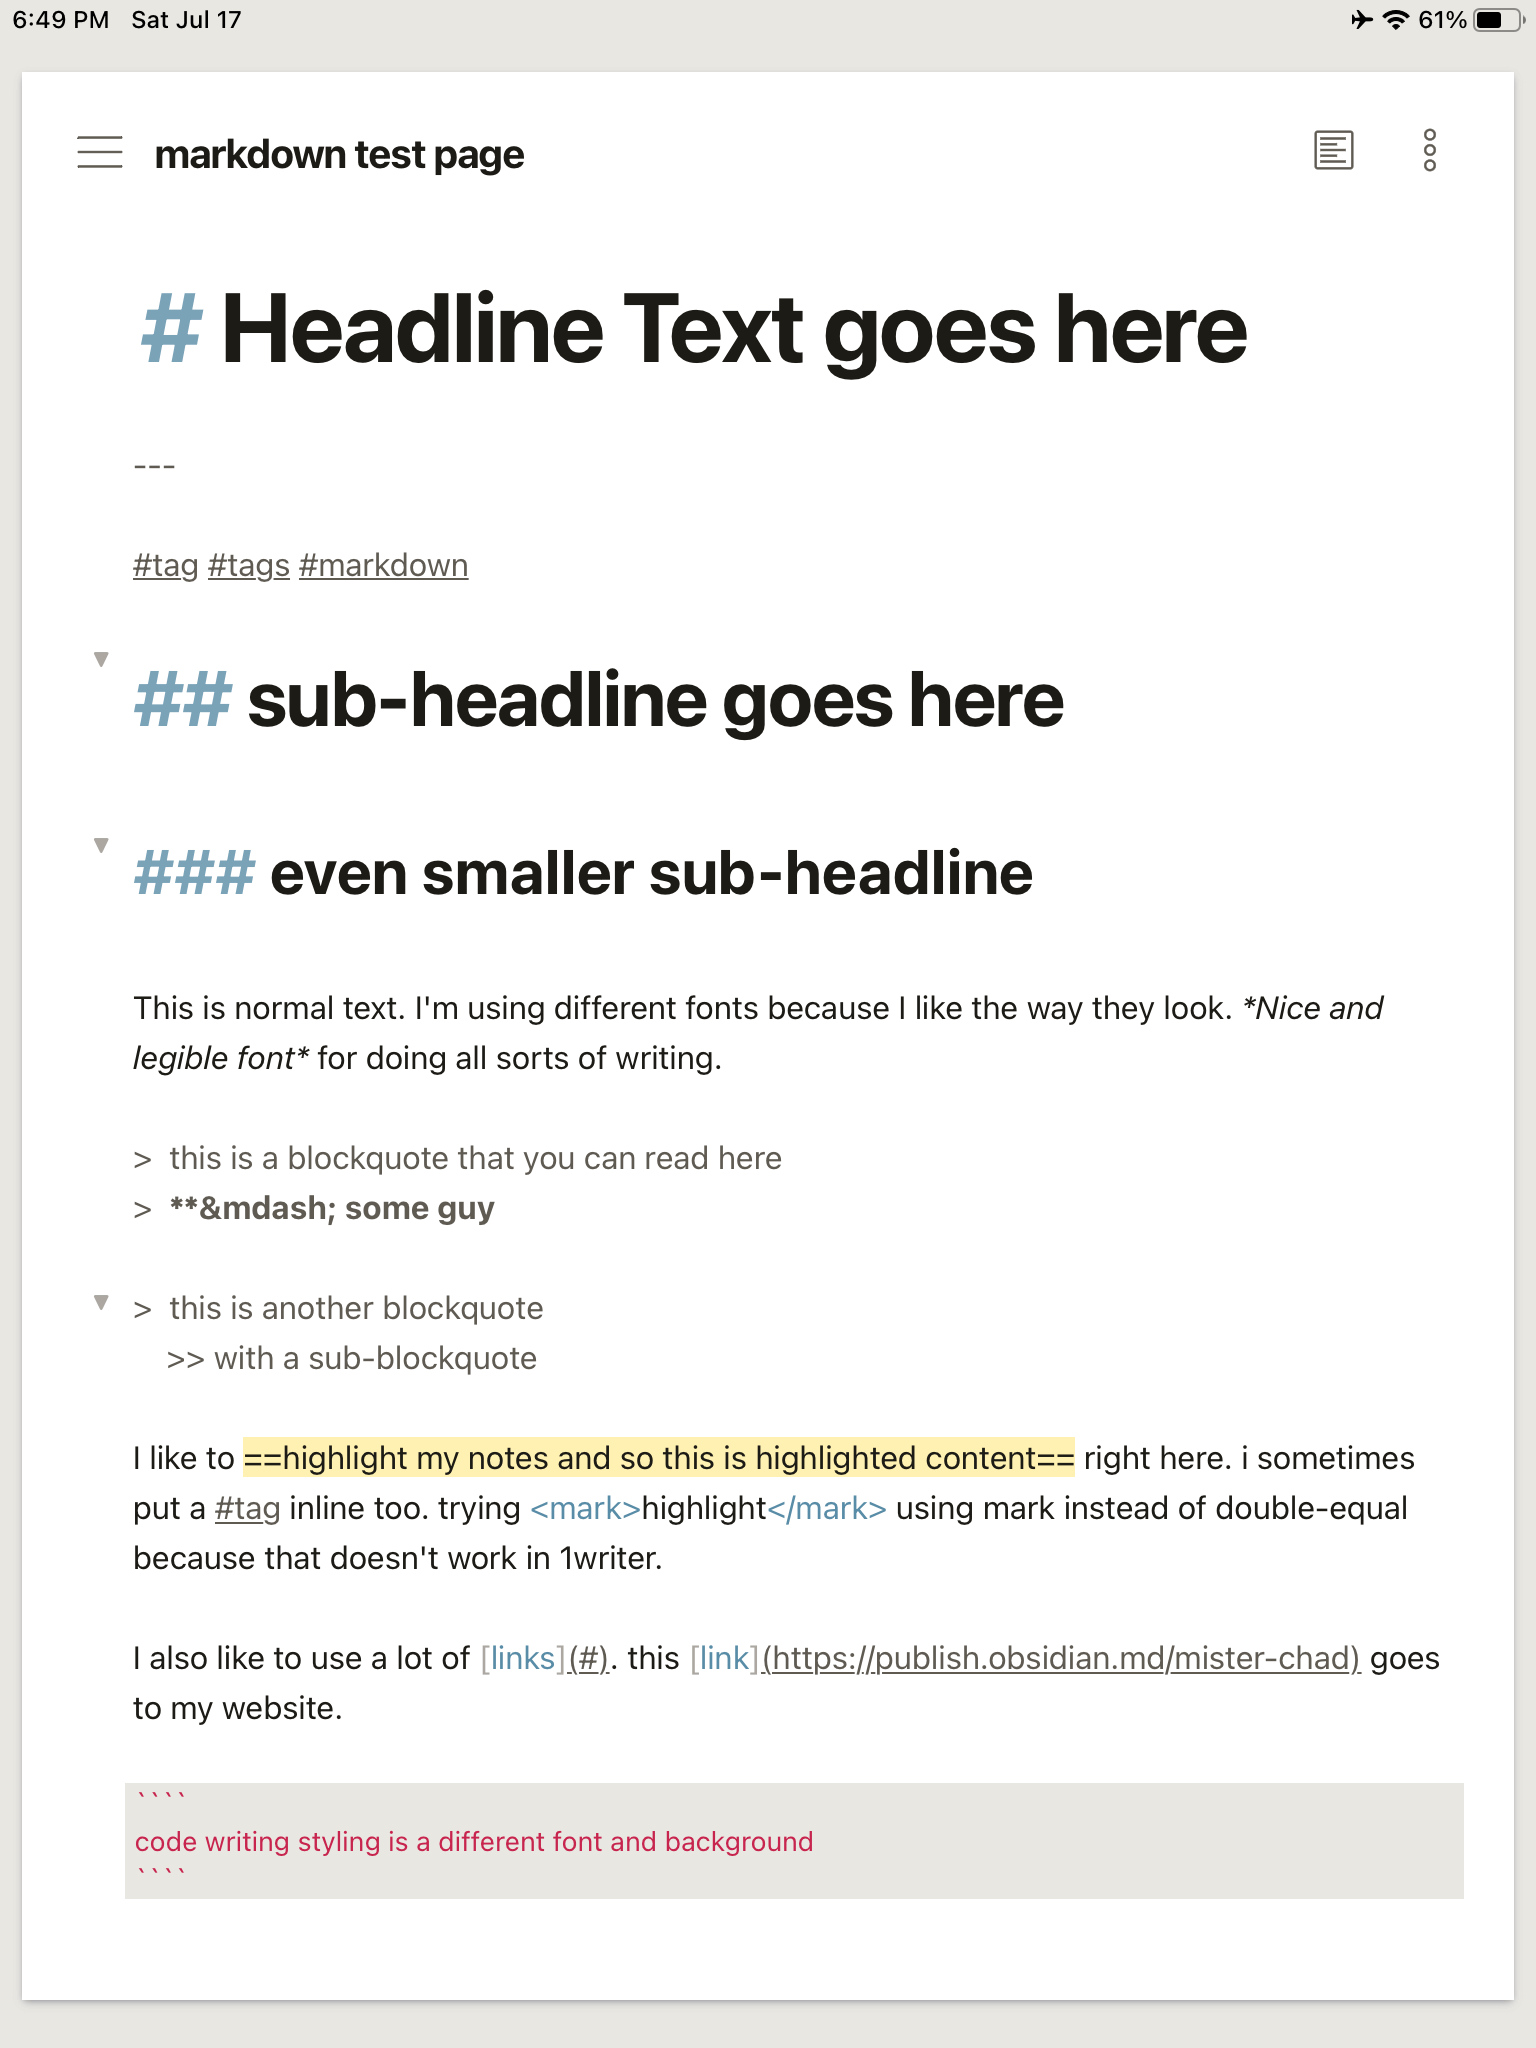 6:49 PM Sat Jul 17 61%
markdown test page
# Headline Text goes here
---
#tag #tags #markdown
## sub-headline goes here
### even smaller sub-headline
This is normal text. I'm using different fonts because I like the way they look. *Nice and
legible font* for doing all sorts of writing.
> this is a blockquote that you can read here
> **&mdash; some guy
> this is another blockquote
>> with a sub-blockquote
I like to ==highlight my notes and so this is highlighted content== right here. i sometimes
put a #tag inline too. trying <mark>highlight</mark> using mark instead of double-equal
because that doesn't work in 1writer.
I also like to use a lot of [links](#). this [link](https://publish.obsidian.md/mister-chad) goes
to my website.
````
code writing styling is a different font and background
````